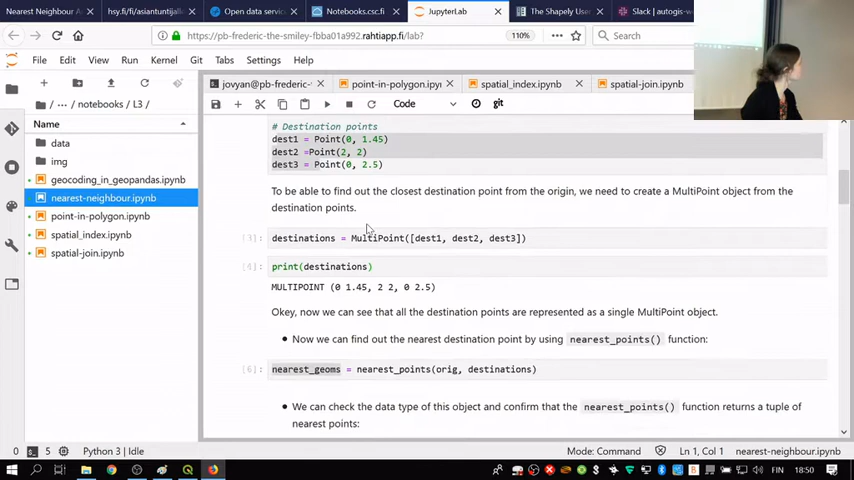 Nearest Neighbour A
hsy.fi/fi/asiantuntijalle
Open data servic
Notebooks.csc.fi
JupyterLab
The Shapely Use
Slack | autogis-w
https://pb-frederic-the-smiley-fbba01a992.rahtiapp.fi/lab?
110%
Search
File Edit View Run Kernel Git Tabs Settings Help
jovyan@pb-frederic-
point-in-polygon.ipyn
spatial_index.ipynb
spatial-join.ipynb
Code
git
/ ... / notebooks / L3 /
Name
data
img
geocoding_in_geopandas.ipynb
nearest-neighbour.ipynb
point-in-polygon.ipynb
spatial_index.ipynb
spatial-join.ipynb
# Destination points
dest1 = Point(0, 1.45)
dest2 =Point(2, 2)
dest3 = Point(0, 2.5)
To be able to find out the closest destination point from the origin, we need to create a MultiPoint object from the
destination points.
[3]: destinations = MultiPoint([dest1, dest2, dest3])
[4]: print(destinations)
MULTIPOINT (0 1.45, 2 2, 0 2.5)
Okey, now we can see that all the destination points are represented as a single MultiPoint object.
• Now we can find out the nearest destination point by using nearest_points() function:
[6]: nearest_geoms = nearest_points(orig, destinations)
• We can check the data type of this object and confirm that the nearest_points() function returns a tuple of
nearest points:
0 5 Python 3 | Idle
Mode: Command
Ln 1, Col 1
nearest-neighbour.ipynb
FIN
18:50